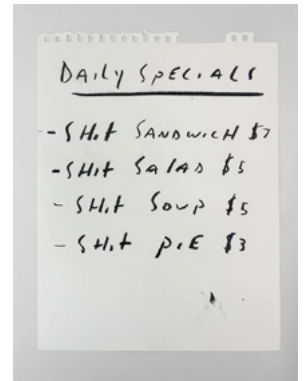 DAILY SPECIALS
- SHit SANDWICH $7
- SHit SALAD $5
- SHit SOUP $5
- SHit PiE $3